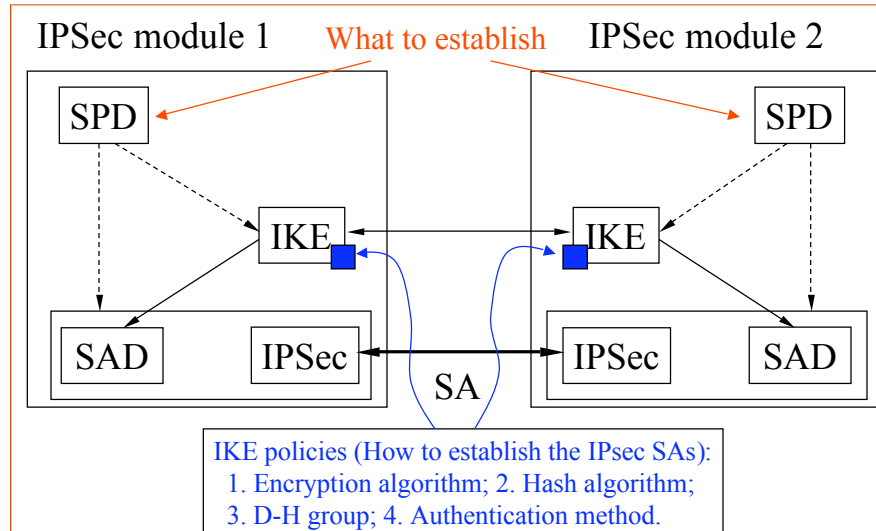 IPSec module 1
What to establish
IPSec module 2
SPD
SPD
IKE
IKE
SAD
IPSec
IPSec
SAD
SA
IKE policies (How to establish the IPsec SAs):
1. Encryption algorithm; 2. Hash algorithm;
3. D-H group; 4. Authentication method.